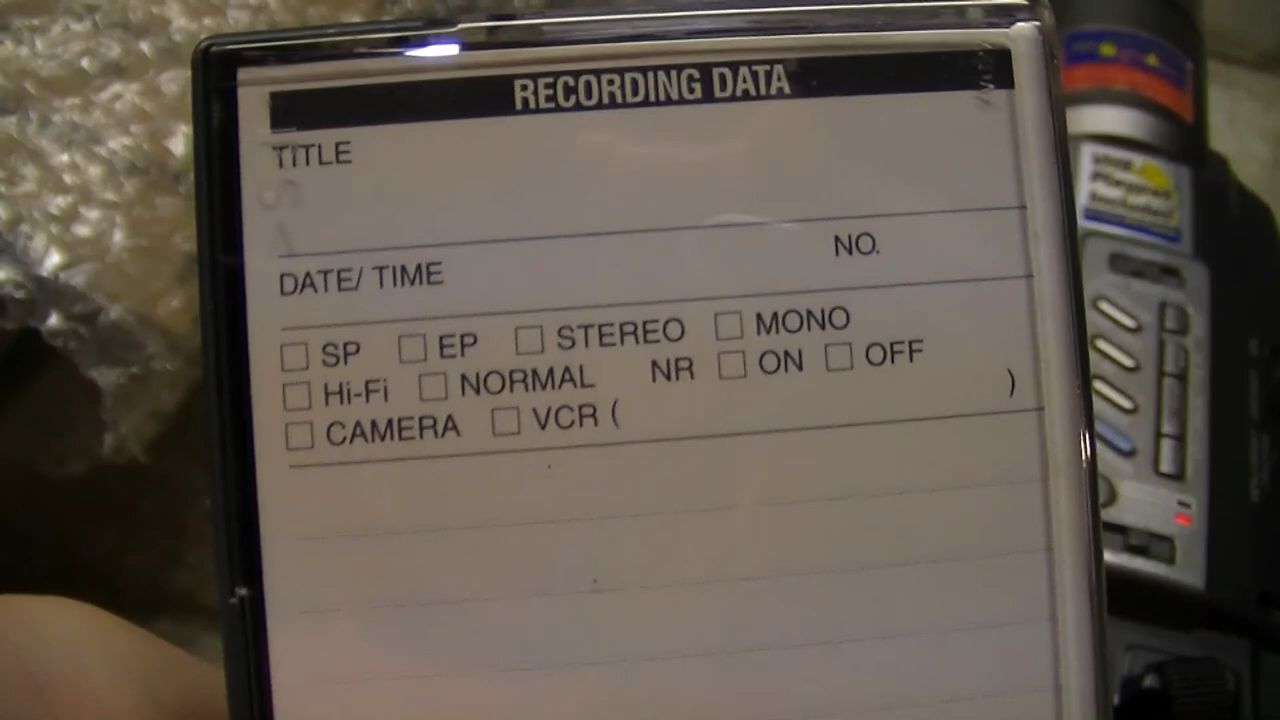 RECORDING DATA
TITLE
DATE/ TIME NO.
□ SP □ EP □ STEREO □ MONO
□ Hi-Fi □ NORMAL NR □ ON □ OFF
□ CAMERA □ VCR ( )